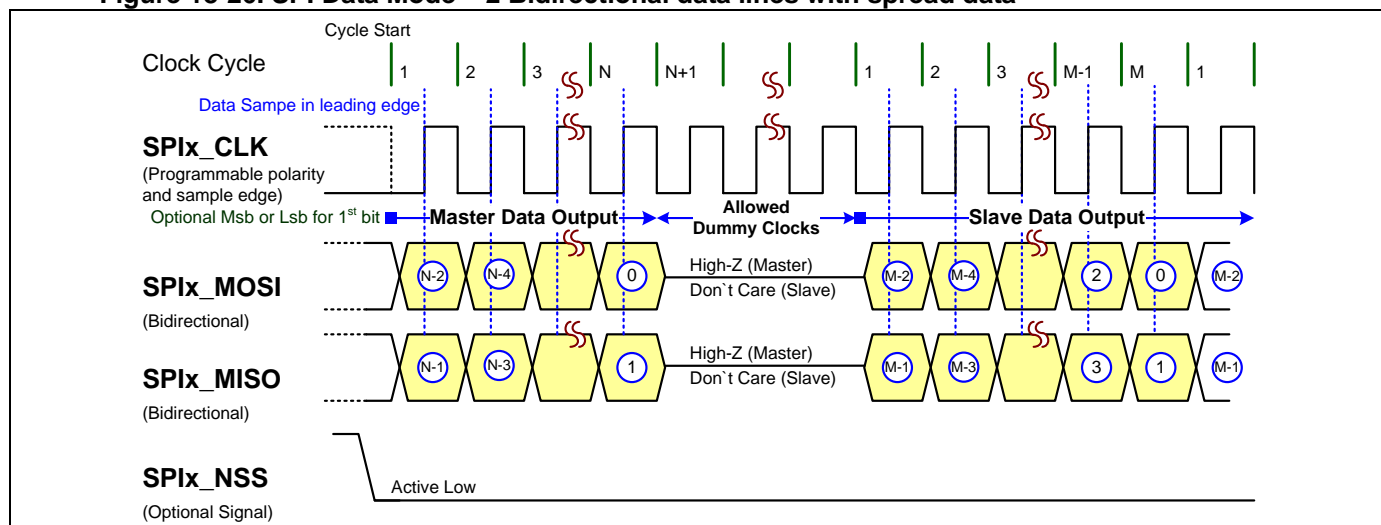 Cycle Start
Clock Cycle
1 2 3 N N+1 1 2 3 M-1 M 1
Data Sampe in leading edge
SPIx_CLK
(Programmable polarity
and sample edge)
Optional Msb or Lsb for 1st bit
Master Data Output
Allowed
Dummy Clocks
Slave Data Output
SPIx_MOSI
(Bidirectional)
N-2 N-4 0
High-Z (Master)
Don`t Care (Slave)
M-2 M-4 2 0 M-2
SPIx_MISO
(Bidirectional)
N-1 N-3 1
High-Z (Master)
Don`t Care (Slave)
M-1 M-3 3 1 M-1
SPIx_NSS
(Optional Signal)
Active Low